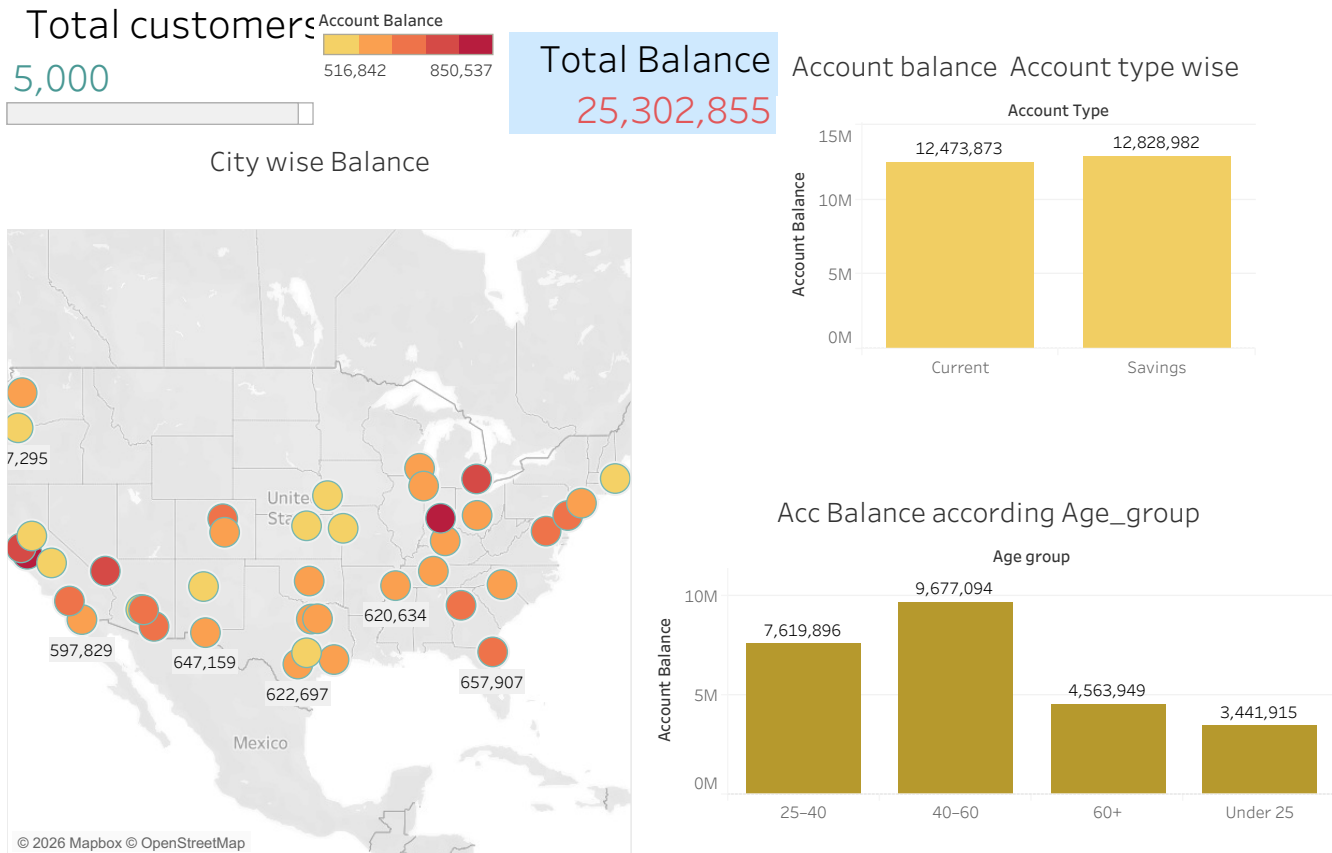 Total customers
5,000
Account Balance
516,842 850,537
Total Balance
25,302,855
City wise Balance
7,295
Unite
Sta
597,829
647,159
622,697
620,634
657,907
Mexico
© 2026 Mapbox © OpenStreetMap
Account balance Account type wise
Account Type
Account Balance
15M
10M
5M
0M
12,473,873
12,828,982
Current
Savings
Acc Balance according Age_group
Age group
Account Balance
10M
5M
0M
7,619,896
9,677,094
4,563,949
3,441,915
25–40
40–60
60+
Under 25